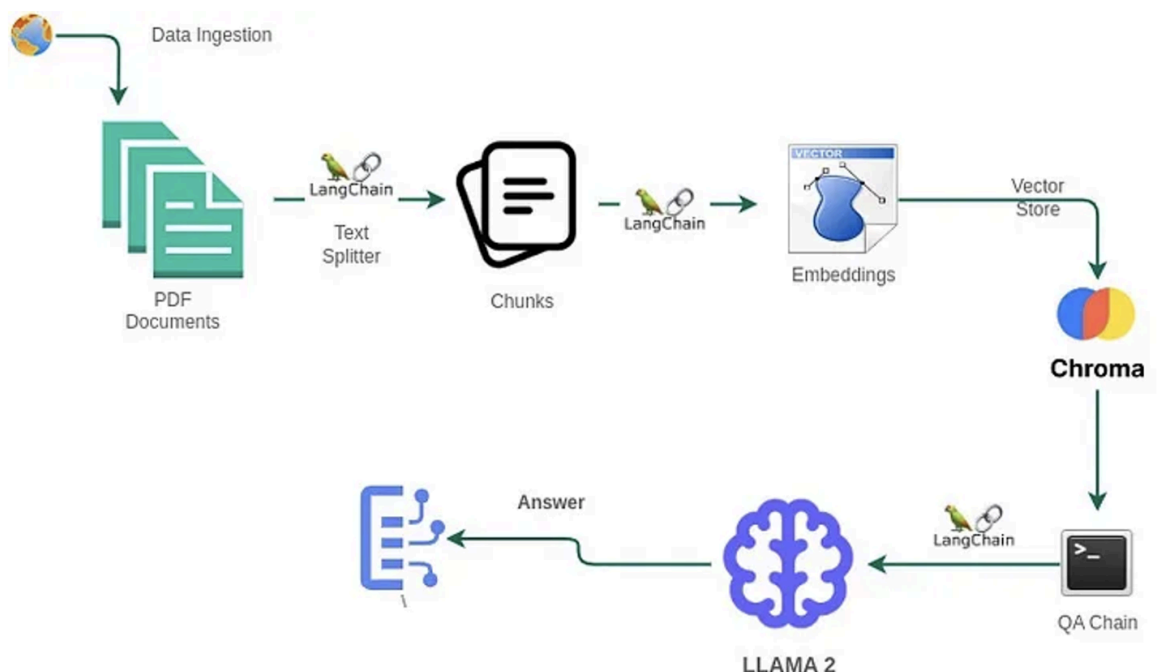 Data Ingestion
LangChain
Text
Splitter
PDF
Documents
Chunks
LangChain
VECTOR
Embeddings
Vector
Store
Chroma
LangChain
>_
QA Chain
LLAMA 2
Answer